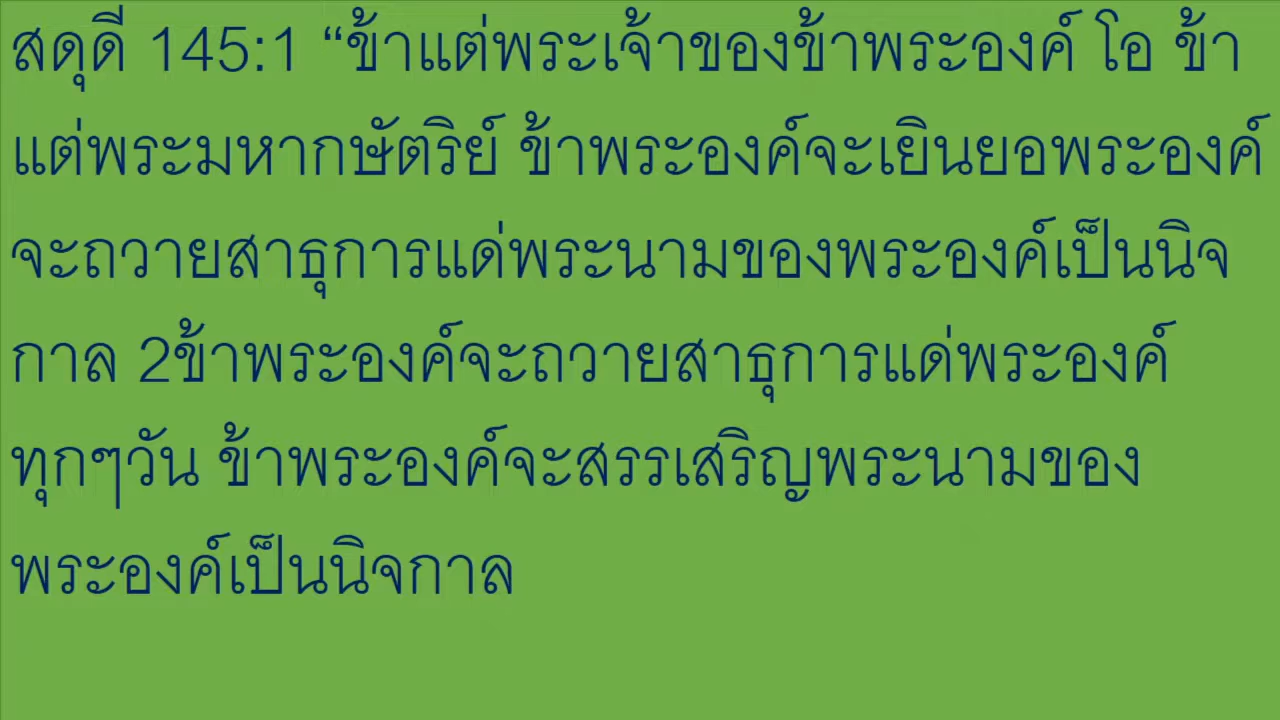 สดุดี 145:1 “ข้าแต่พระเจ้าของข้าพระองค์ โอ ข้า
แต่พระมหากษัตริย์ ข้าพระองค์จะเยินยอพระองค์
จะถวายสาธุการแด่พระนามของพระองค์เป็นนิจ
กาล 2ข้าพระองค์จะถวายสาธุการแด่พระองค์
ทุกๆวัน ข้าพระองค์จะสรรเสริญพระนามของ
พระองค์เป็นนิจกาล